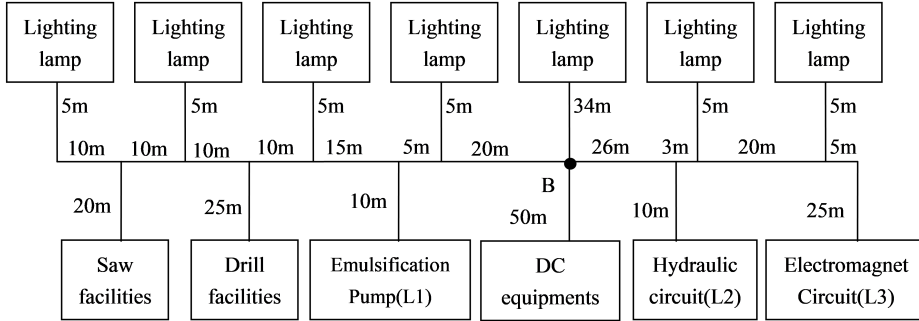 Lighting
lamp
Lighting
lamp
Lighting
lamp
Lighting
lamp
Lighting
lamp
Lighting
lamp
Lighting
lamp
5m
5m
5m
5m
34m
5m
5m
10m
10m
10m
10m
15m
5m
20m
26m
3m
20m
5m
B
20m
25m
10m
50m
10m
25m
Saw
facilities
Drill
facilities
Emulsification
Pump(L1)
DC
equipments
Hydraulic
circuit(L2)
Electromagnet
Circuit(L3)